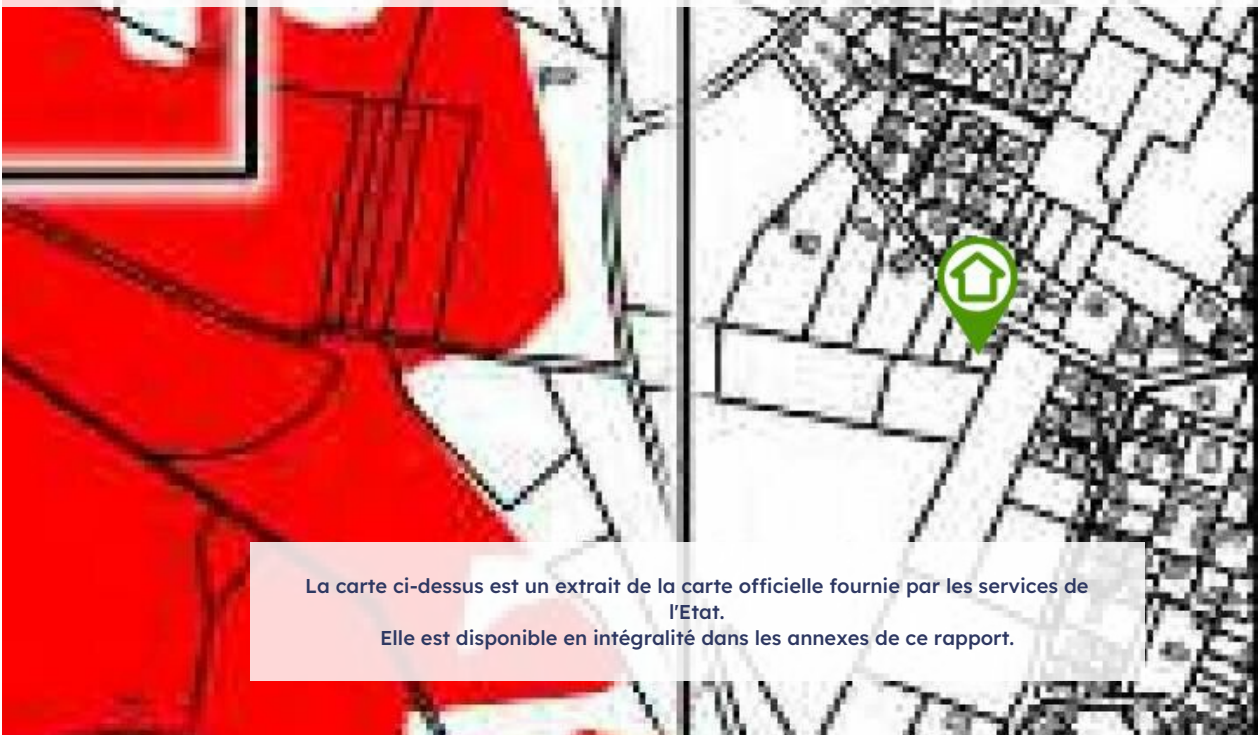 La carte ci-dessus est un extrait de la carte officielle fournie par les services de
l'Etat.
Elle est disponible en intégralité dans les annexes de ce rapport.